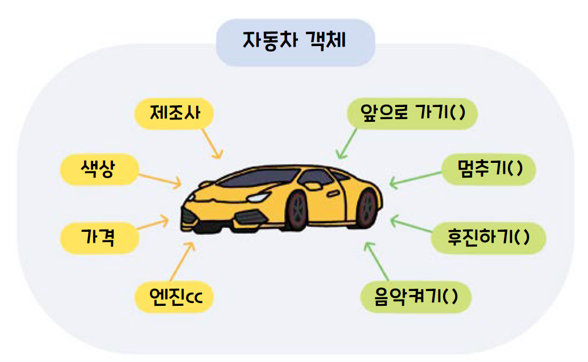 자동차 객체
제조사
앞으로 가기()
색상
멈추기()
가격
후진하기()
엔진cc
음악켜기()